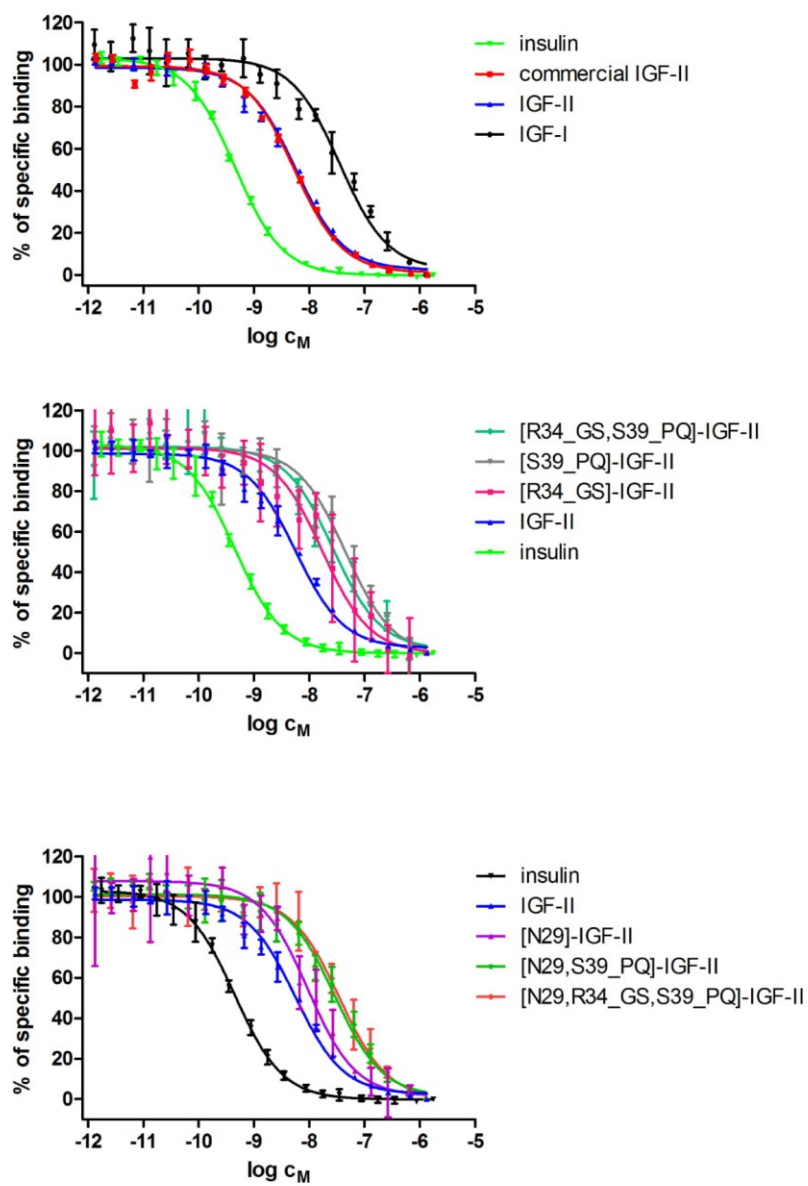 120
100
80
60
40
20
0
% of specific binding
-12 -11 -10 -9 -8 -7 -6 -5
log cM
insulin
commercial IGF-II
IGF-II
IGF-I
120
100
80
60
40
20
0
% of specific binding
-12 -11 -10 -9 -8 -7 -6 -5
log cM
[R34_GS,S39_PQ]-IGF-II
[S39_PQ]-IGF-II
[R34_GS]-IGF-II
IGF-II
insulin
120
100
80
60
40
20
0
% of specific binding
-12 -11 -10 -9 -8 -7 -6 -5
log cM
insulin
IGF-II
[N29]-IGF-II
[N29,S39_PQ]-IGF-II
[N29,R34_GS,S39_PQ]-IGF-II